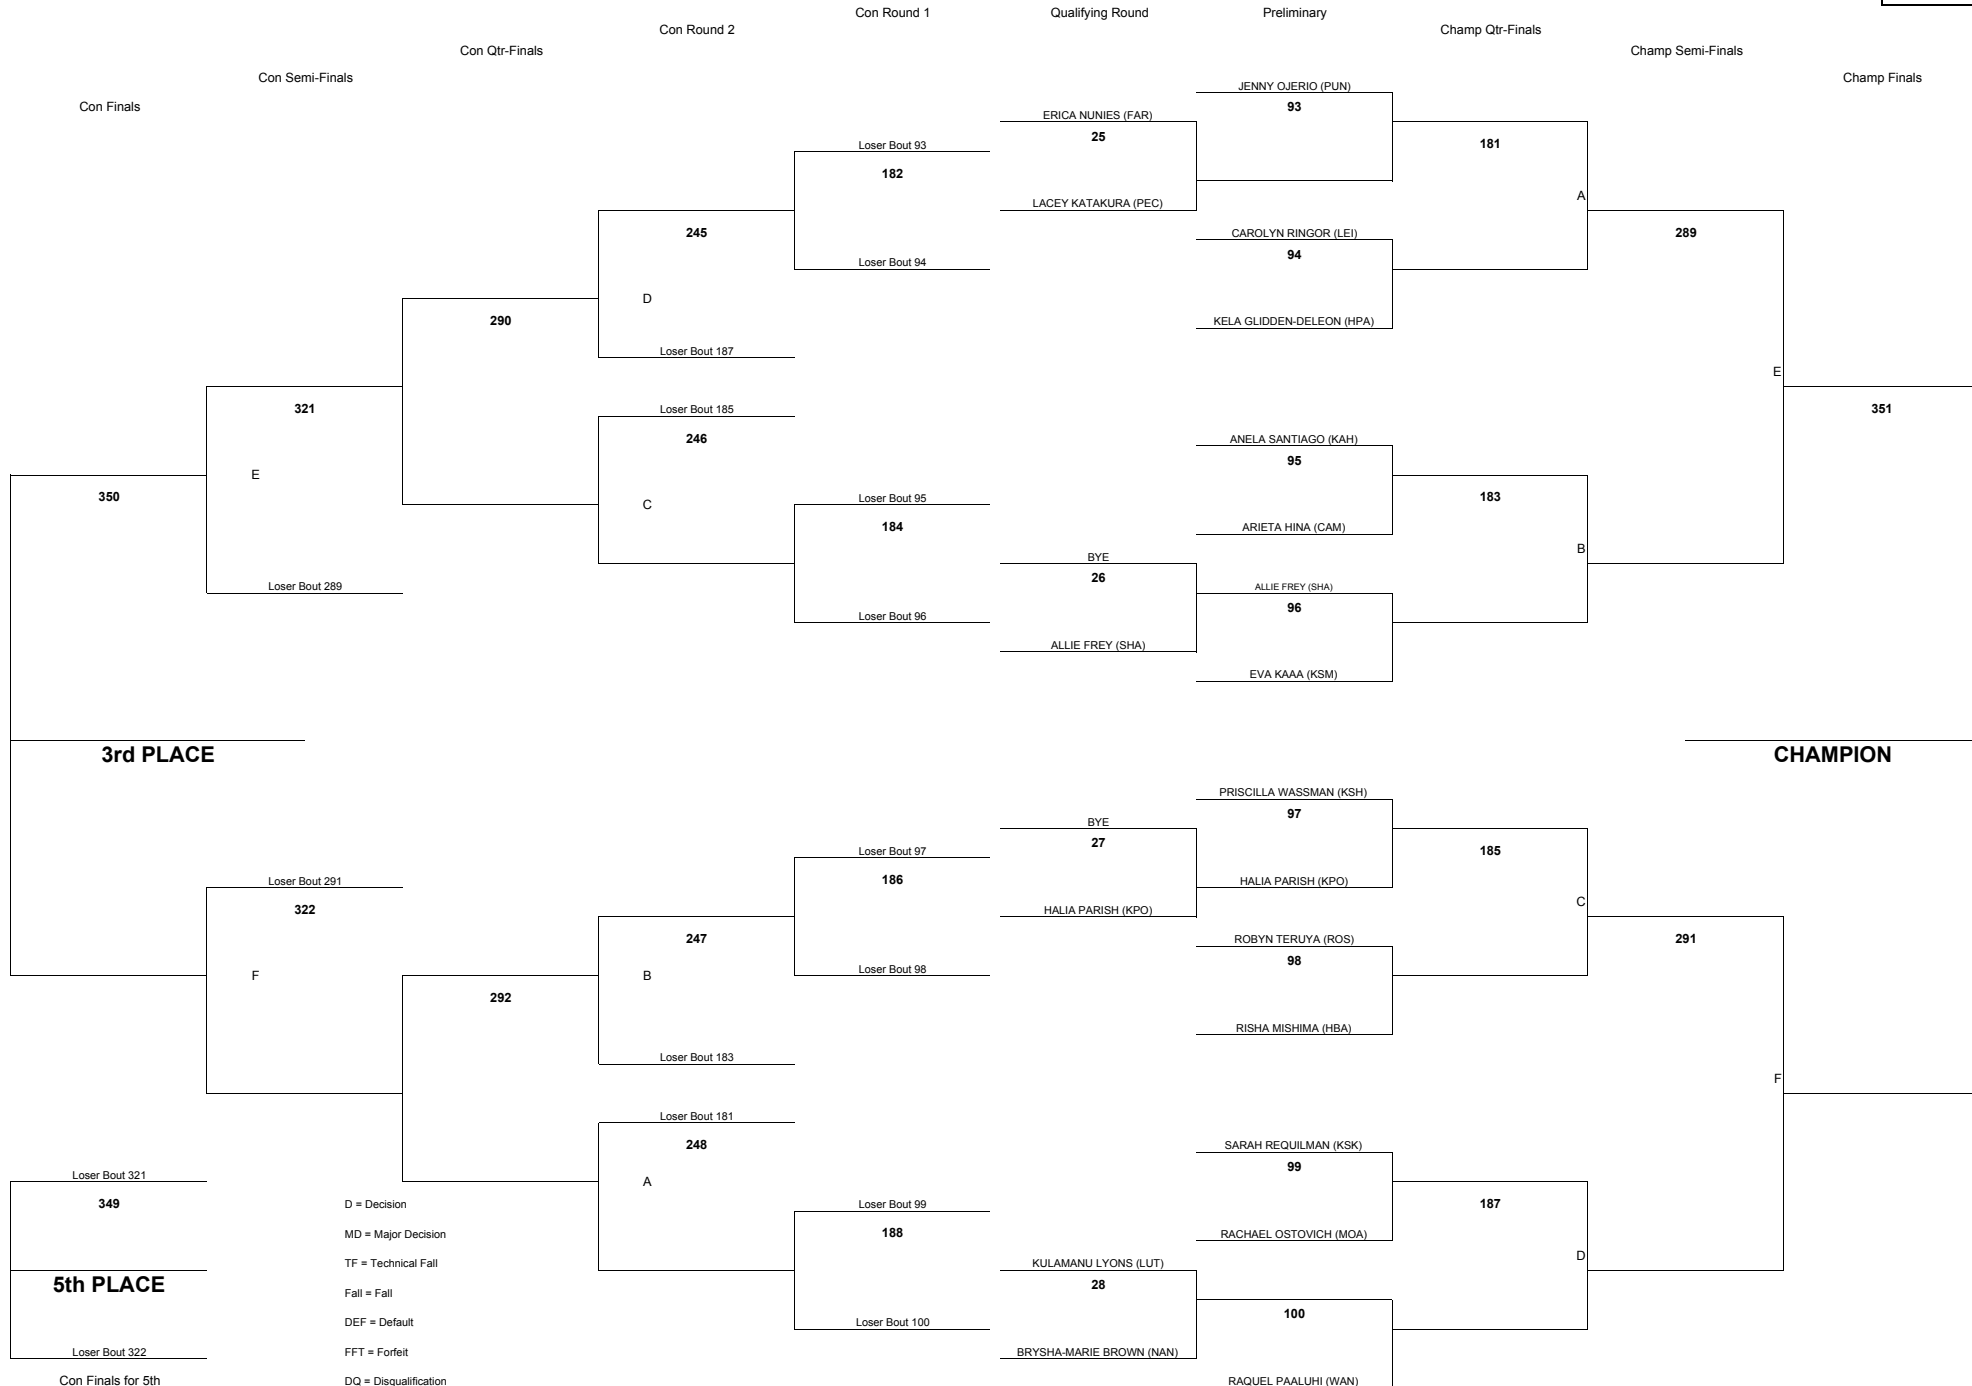 Con Round 1
Qualifying Round
Preliminary
Con Round 2
Champ Qtr-Finals
Con Qtr-Finals
Champ Semi-Finals
Con Semi-Finals
Champ Finals
Con Finals
JENNY OJERIO (PUN)
93
ERICA NUNIES (FAR)
25
181
Loser Bout 93
182
A
LACEY KATAKURA (PEC)
245
CAROLYN RINGOR (LEI)
289
94
Loser Bout 94
D
290
KELA GLIDDEN-DELEON (HPA)
Loser Bout 187
E
321
Loser Bout 185
351
246
ANELA SANTIAGO (KAH)
95
E
350
Loser Bout 95
183
C
184
ARIETA HINA (CAM)
B
BYE
26
Loser Bout 289
ALLIE FREY (SHA)
96
Loser Bout 96
ALLIE FREY (SHA)
EVA KAAA (KSM)
3rd PLACE
CHAMPION
PRISCILLA WASSMAN (KSH)
97
BYE
27
Loser Bout 97
185
Loser Bout 291
186
HALIA PARISH (KPO)
322
HALIA PARISH (KPO)
C
247
ROBYN TERUYA (ROS)
291
98
Loser Bout 98
F
B
292
RISHA MISHIMA (HBA)
Loser Bout 183
F
Loser Bout 181
248
SARAH REQUILMAN (KSK)
99
Loser Bout 321
A
349
D = Decision
Loser Bout 99
187
MD = Major Decision
188
RACHAEL OSTOVICH (MOA)
D
TF = Technical Fall
KULAMANU LYONS (LUT)
5th PLACE
28
Fall = Fall
100
DEF = Default
Loser Bout 100
Loser Bout 322
FFT = Forfeit
BRYSHA-MARIE BROWN (NAN)
Con Finals for 5th
DQ = Disqualification
RAQUEL PAALUHI (WAN)